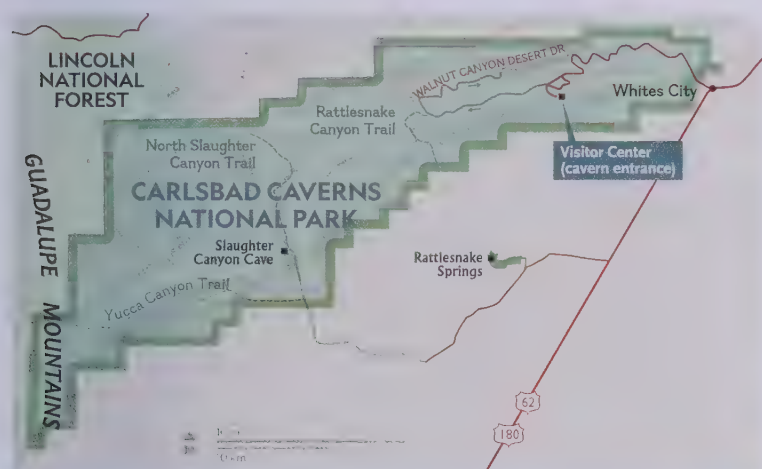 LINCOLN
NATIONAL
FOREST
WALNUT CANYON DESERT DR
Whites City
Rattlesnake
Canyon Trail
North Slaughter
Canyon Trail
Visitor Center
(cavern entrance)
GUADALUPE MOUNTAINS
CARLSBAD CAVERNS
NATIONAL PARK
Slaughter
Canyon Cave
Rattlesnake
Springs
Yucca Canyon Trail
62
180